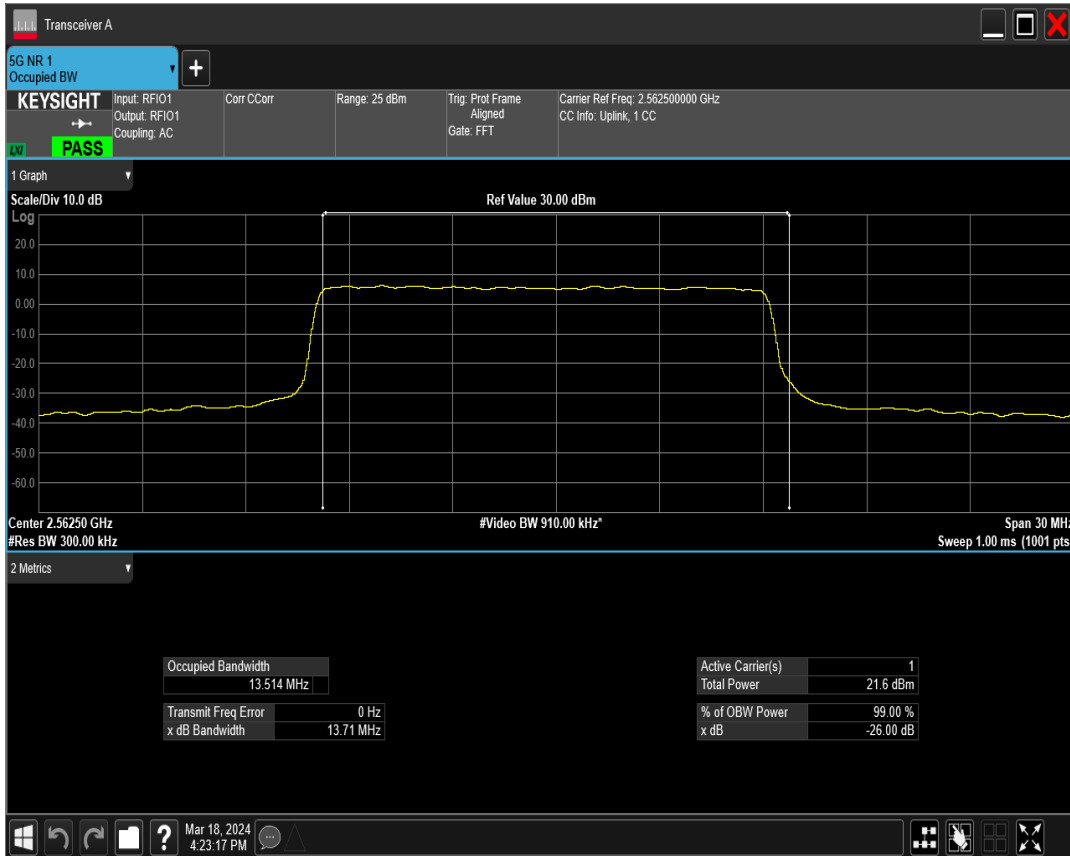 Transceiver A
5G NR 1
Occupied BW
KEYSIGHT
Input: RFIO1
Output: RFIO1
Coupling: AC
Corr CCorr
Range: 25 dBm
Trig: Prot Frame
Aligned
Gate: FFT
Carrier Ref Freq: 2.562500000 GHz
CC Info: Uplink, 1 CC
LXI
PASS
1 Graph
Scale/Div 10.0 dB
Ref Value 30.00 dBm
Log
20.0
10.0
0.00
-10.0
-20.0
-30.0
-40.0
-50.0
-60.0
Center 2.56250 GHz
#Video BW 910.00 kHz*
Span 30 MHz
#Res BW 300.00 kHz
Sweep 1.00 ms (1001 pts
2 Metrics
Occupied Bandwidth
13.514 MHz
Transmit Freq Error 0 Hz
x dB Bandwidth 13.71 MHz
Active Carrier(s) 1
Total Power 21.6 dBm
% of OBW Power 99.00 %
x dB -26.00 dB
?
Mar 18, 2024
4:23:17 PM